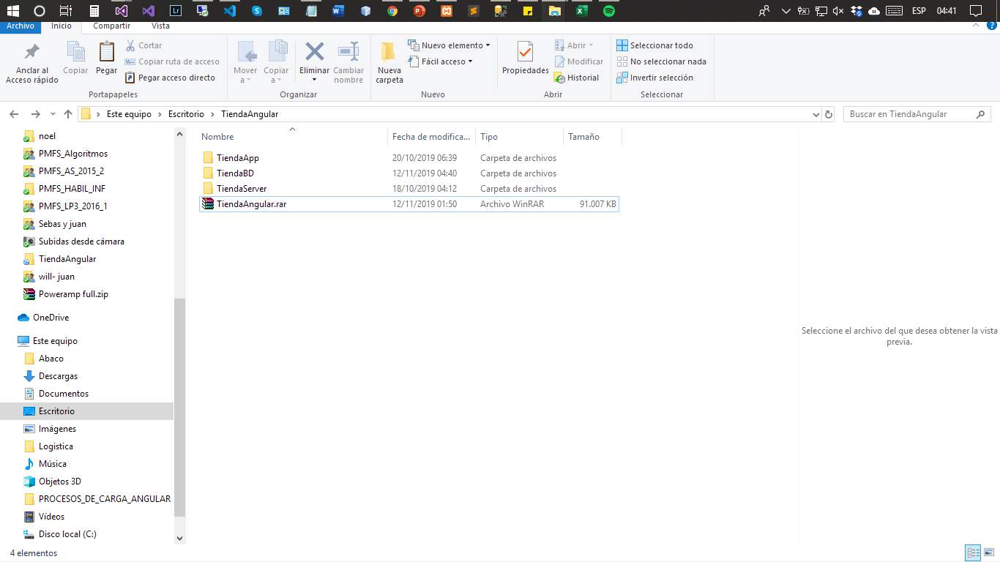 ESP 04:41
Archivo Inicio Compartir Vista
Anclar al Acceso rápido
Copiar
Pegar
Cortar
Copiar ruta de acceso
Pegar acceso directo
Portapapeles
Mover a
Copiar a
Eliminar
Cambiar nombre
Organizar
Nueva carpeta
Nuevo elemento
Fácil acceso
Nuevo
Propiedades
Abrir
Modificar
Historial
Abrir
Seleccionar todo
No seleccionar nada
Invertir selección
Seleccionar
Este equipo > Escritorio > TiendaAngular
Buscar en TiendaAngular
noel
PMFS_Algoritmos
PMFS_AS_2015_2
PMFS_HABIL_INF
PMFS_LP3_2016_1
Sebas y juan
Subidas desde cámara
TiendaAngular
will- juan
Poweramp full.zip
OneDrive
Este equipo
Abaco
Descargas
Documentos
Escritorio
Imágenes
Logistica
Música
Objetos 3D
PROCESOS_DE_CARGA_ANGULAR
Vídeos
Disco local (C:)
Nombre Fecha de modifica... Tipo Tamaño
TiendaApp 20/10/2019 06:39 Carpeta de archivos
TiendaBD 12/11/2019 04:40 Carpeta de archivos
TiendaServer 18/10/2019 04:12 Carpeta de archivos
TiendaAngular.rar 12/11/2019 01:50 Archivo WinRAR 91.007 KB
Seleccione el archivo del que desea obtener la vista
previa.
4 elementos